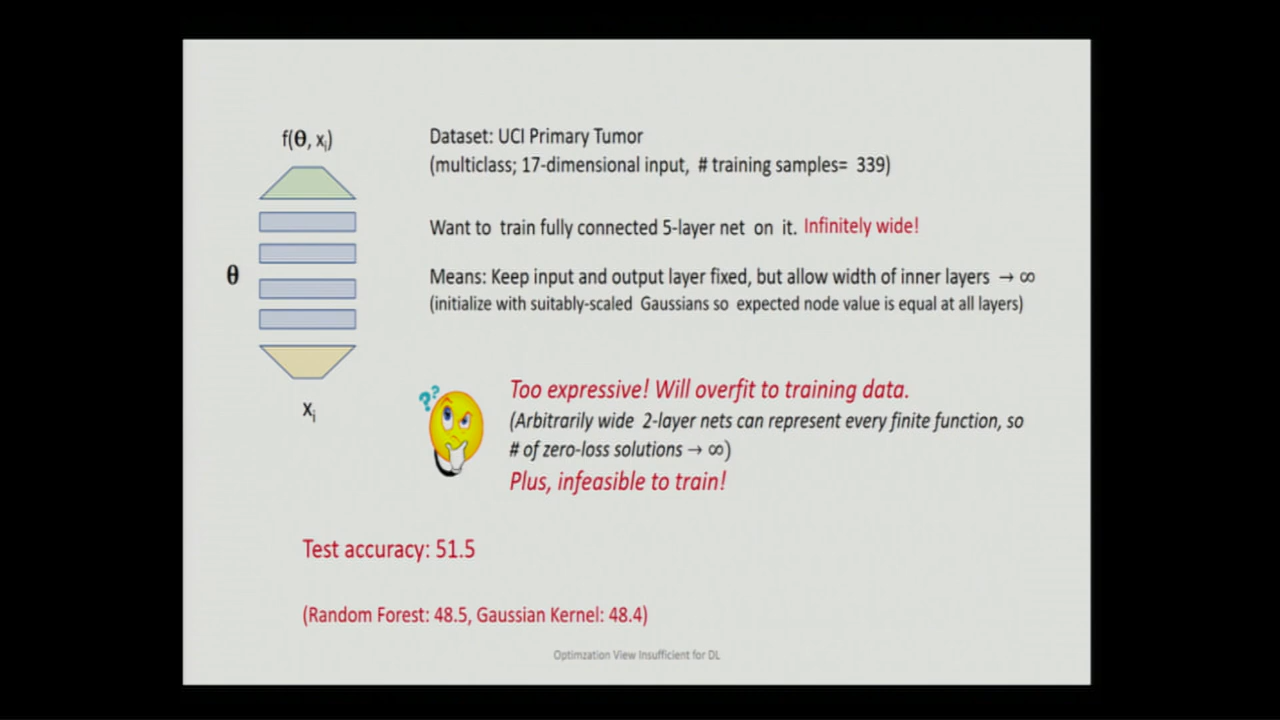 f(θ, xi)
Dataset: UCI Primary Tumor
(multiclass; 17-dimensional input, # training samples= 339)
Want to train fully connected 5-layer net on it. Infinitely wide!
θ
Means: Keep input and output layer fixed, but allow width of inner layers → ∞
(initialize with suitably-scaled Gaussians so expected node value is equal at all layers)
xi
??
Too expressive! Will overfit to training data.
(Arbitrarily wide 2-layer nets can represent every finite function, so
# of zero-loss solutions → ∞)
Plus, infeasible to train!
Test accuracy: 51.5
(Random Forest: 48.5, Gaussian Kernel: 48.4)
Optimzation View Insufficient for DL